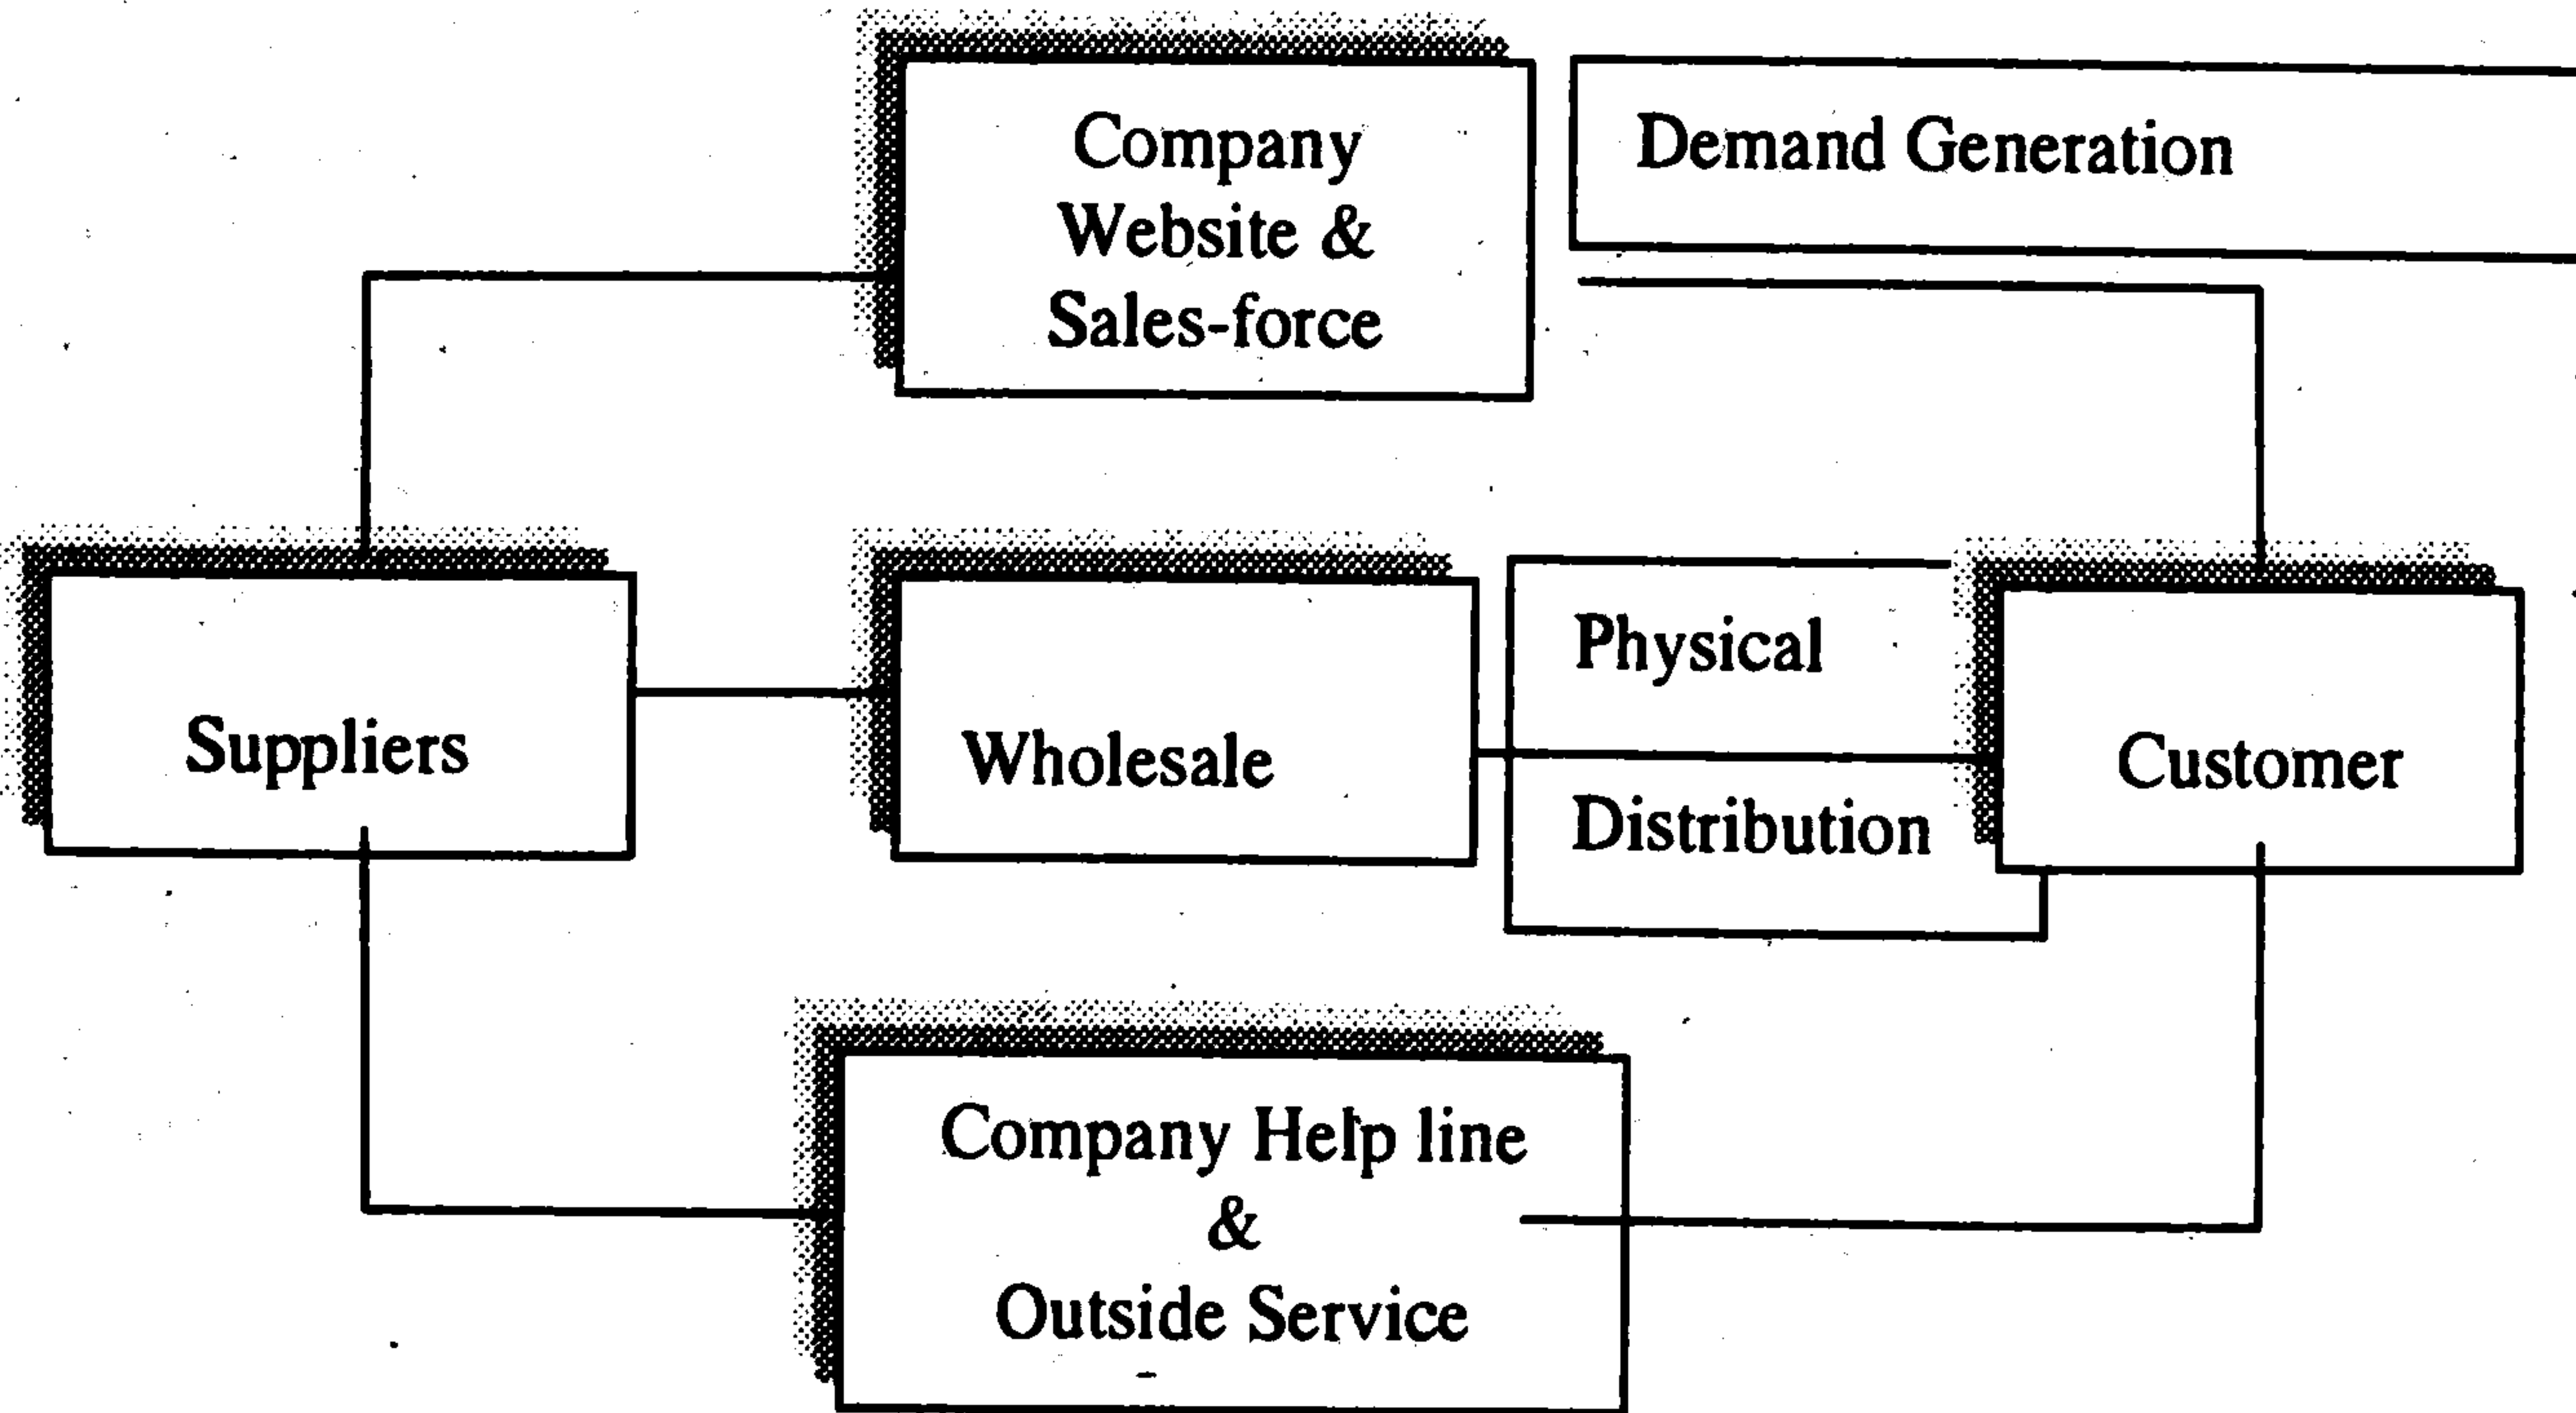 Company
Website &
Sales-force
Demand Generation
Suppliers
Wholesale
Physical
Distribution
Customer
Company Help line
&
Outside Service